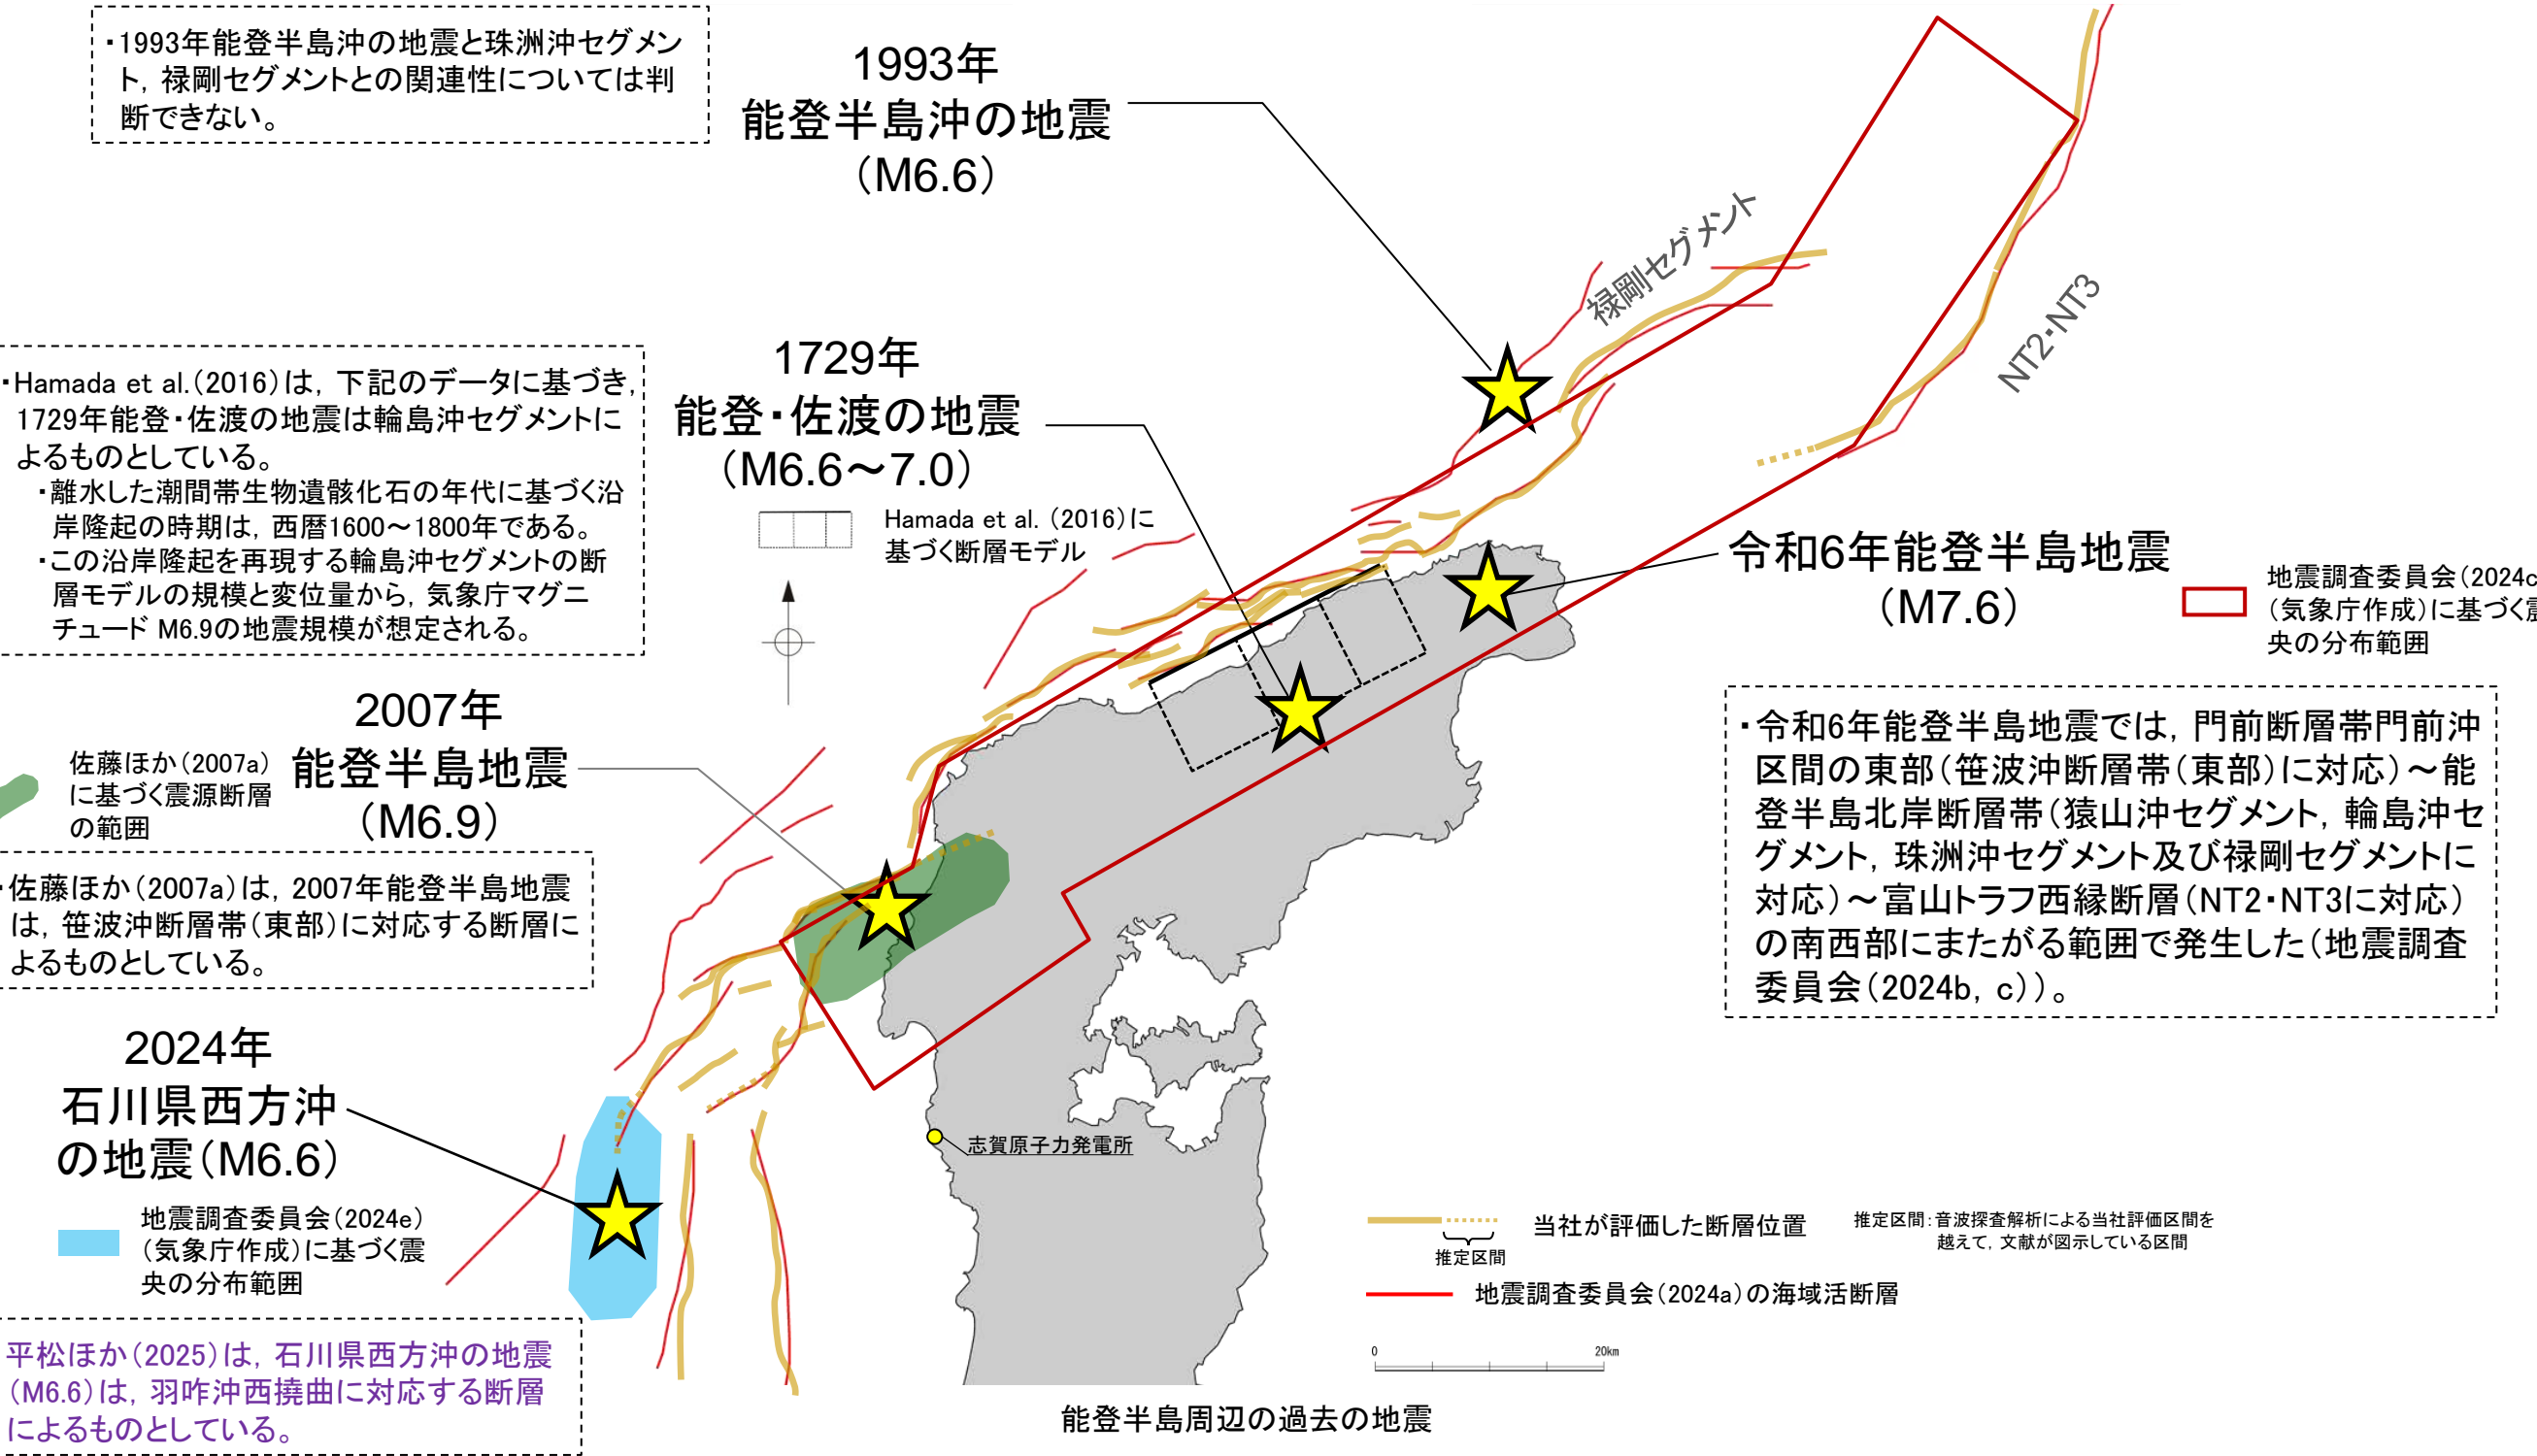 ・1993年能登半島沖の地震と珠洲沖セグメン
ト，禄剛セグメントとの関連性については判
断できない。
1993年
能登半島沖の地震
（M6.6）
禄剛セグメント
NT2・NT3
・Hamada et al.（2016）は，下記のデータに基づき，
1729年能登・佐渡の地震は輪島沖セグメントに
よるものとしている。
・離水した潮間帯生物遺骸化石の年代に基づく沿
岸隆起の時期は，西暦1600～1800年である。
・この沿岸隆起を再現する輪島沖セグメントの断
層モデルの規模と変位量から，気象庁マグニ
チュード M6.9の地震規模が想定される。
1729年
能登・佐渡の地震
（M6.6～7.0）
Hamada et al. （2016）に
基づく断層モデル
令和6年能登半島地震
（M7.6）
地震調査委員会（2024c
（気象庁作成）に基づく震
央の分布範囲
・令和6年能登半島地震では，門前断層帯門前沖
区間の東部（笹波沖断層帯（東部）に対応）～能
登半島北岸断層帯（猿山沖セグメント，輪島沖セ
グメント，珠洲沖セグメント及び禄剛セグメントに
対応）～富山トラフ西縁断層（NT2・NT3に対応）
の南西部にまたがる範囲で発生した（地震調査
委員会（2024b, c））。
2007年
能登半島地震
（M6.9）
佐藤ほか（2007a）
に基づく震源断層
の範囲
・佐藤ほか（2007a）は，2007年能登半島地震
は，笹波沖断層帯（東部）に対応する断層に
よるものとしている。
2024年
石川県西方沖
の地震（M6.6）
地震調査委員会（2024e）
（気象庁作成）に基づく震
央の分布範囲
平松ほか（2025）は，石川県西方沖の地震
（M6.6）は，羽咋沖西撓曲に対応する断層
によるものとしている。
志賀原子力発電所
当社が評価した断層位置
推定区間
推定区間：音波探査解析による当社評価区間を
越えて，文献が図示している区間
地震調査委員会（2024a）の海域活断層
0 20km
能登半島周辺の過去の地震